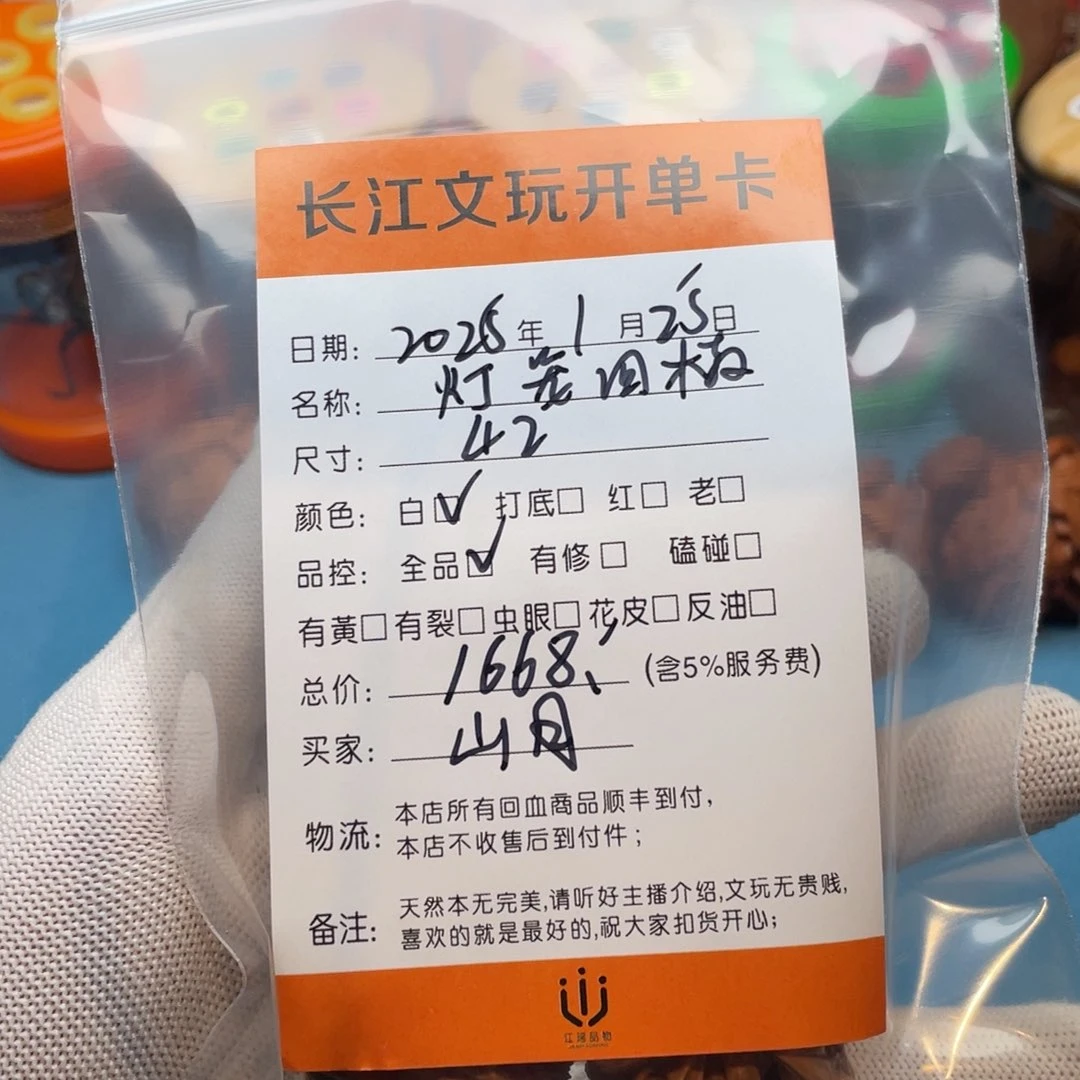 长江文玩开单卡
日期: 2025年1月25日
名称: 灯笼
尺寸: 42
颜色: 白☑ 打底□ 红□ 老□
品控: 全品☑ 有修□ 磕碰□
有黄□有裂□虫眼□花皮□反油□
总价: 1668、 (含5%服务费)
买家: 山月
物流: 本店所有回血商品顺丰到付,
本店不收售后到付件;
备注: 天然本无完美,请听好主播介绍,文玩无贵贱,
喜欢的就是最好的,祝大家扣货开心;